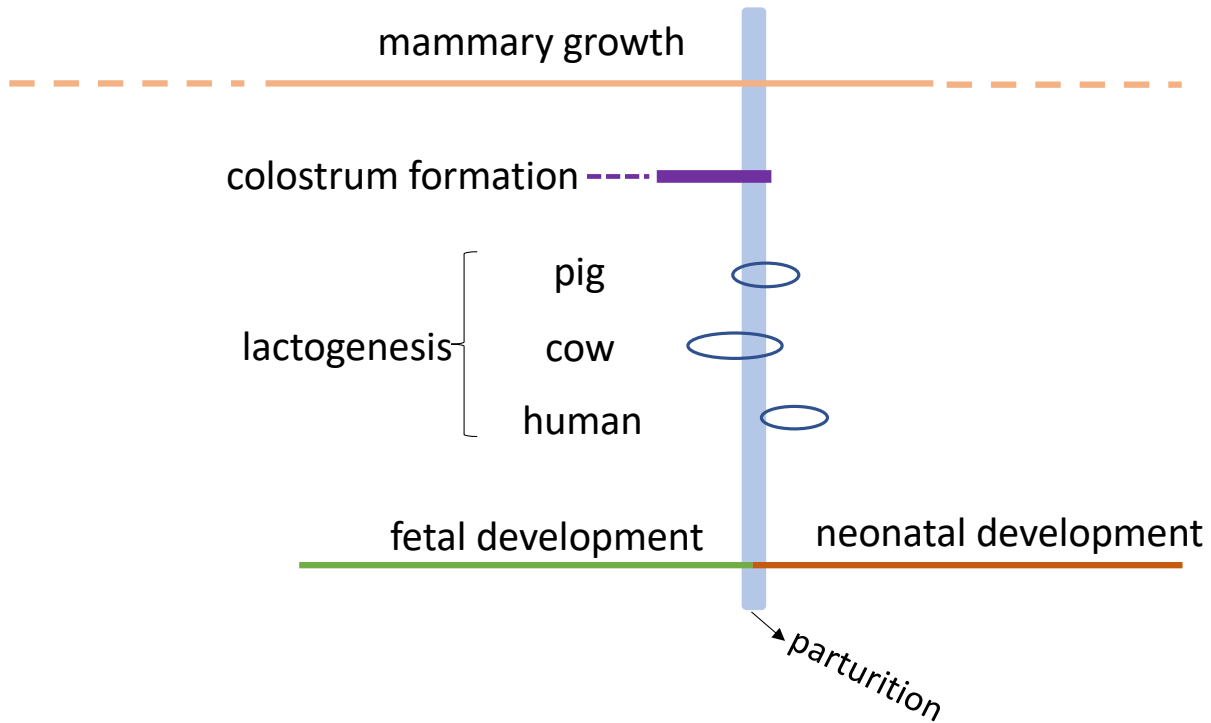 mammary growth
colostrum formation
pig
lactogenesis
cow
human
fetal development
neonatal development
parturition